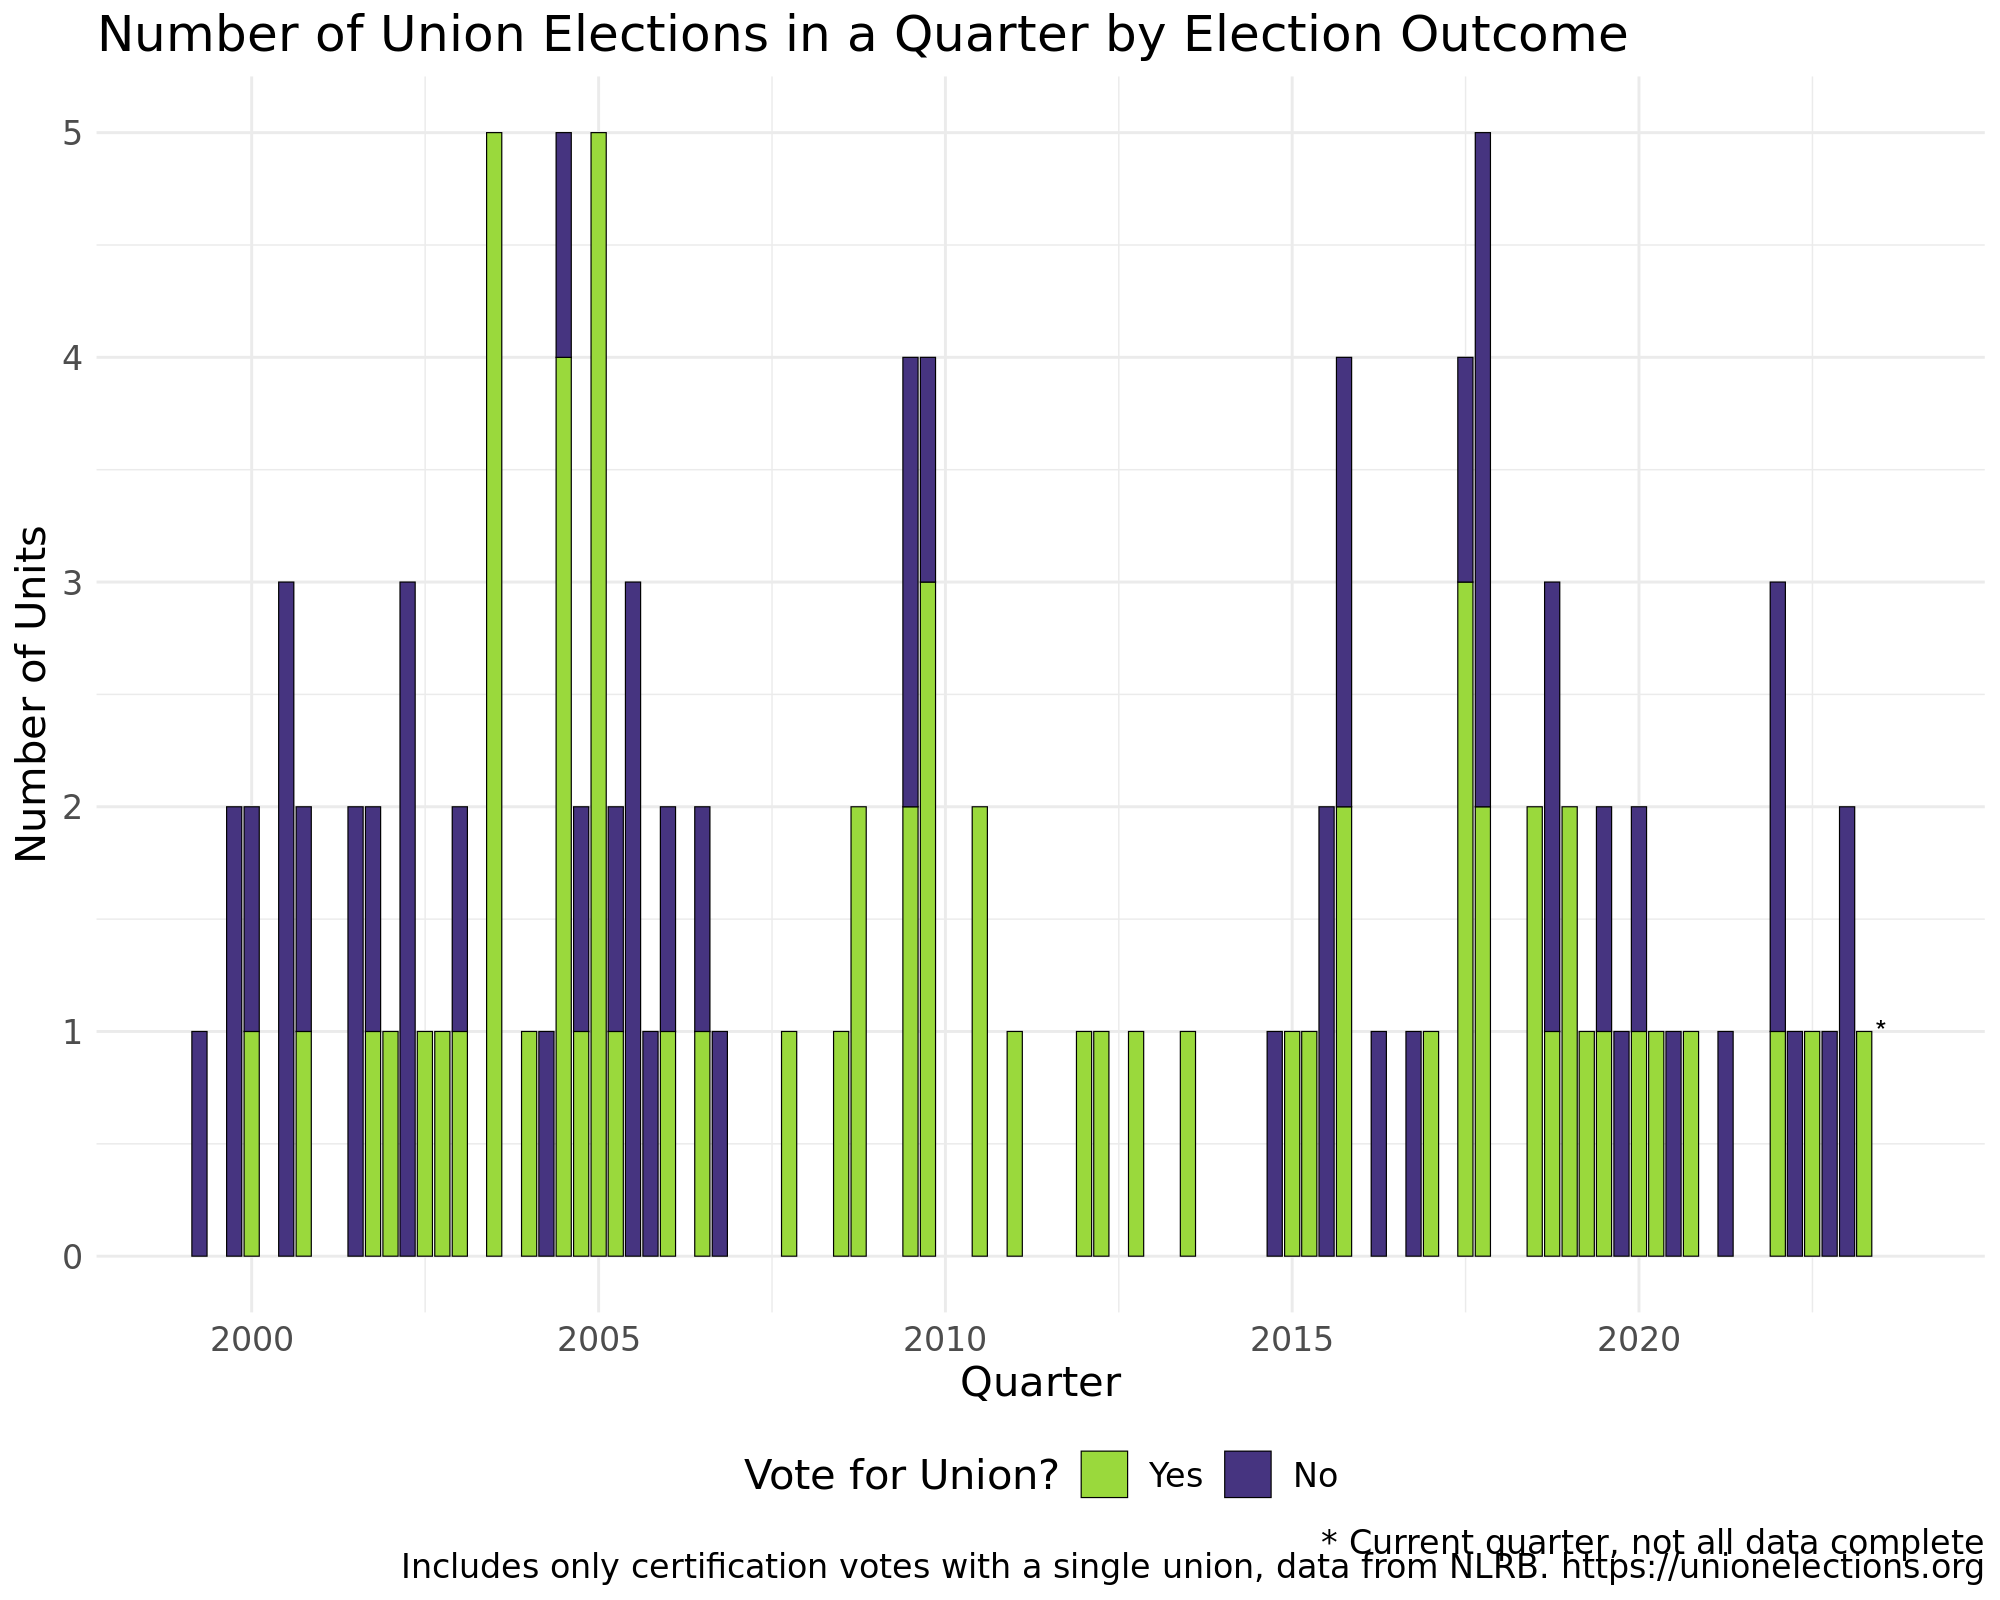 Number of Union Elections in a Quarter by Election Outcome
Number of Units
5
4
3
2
1
0
*
2000 2005 2010 2015 2020
Quarter
Vote for Union? Yes No
* Current quarter, not all data complete
Includes only certification votes with a single union, data from NLRB. https://unionelections.org